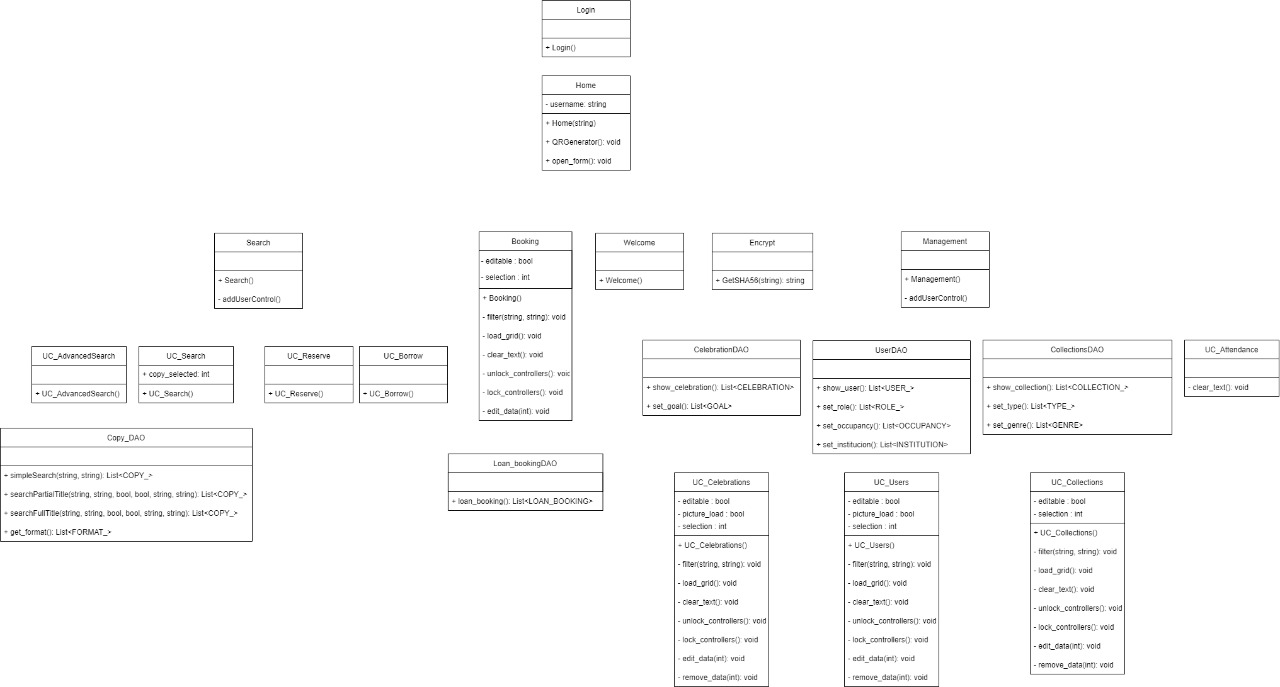 Login
+ Login()
Home
- username: string
+ Home(string)
+ QRGenerator(): void
+ open_form(): void
Search
+ Search()
- addUserControl()
Booking
- editable : bool
- selection : int
+ Booking()
- filter(string, string): void
- load_grid(): void
- clear_text(): void
- unlock_controllers(): void
- lock_controllers(): void
- edit_data(int): void
Welcome
+ Welcome()
Encrypt
+ GetSHA56(string): string
Management
+ Management()
- addUserControl()
UC_AdvancedSearch
+ UC_AdvancedSearch()
UC_Search
+ copy_selected: int
+ UC_Search()
UC_Reserve
+ UC_Reserve()
UC_Borrow
+ UC_Borrow()
CelebrationDAO
+ show_celebration(): List<CELEBRATION>
+ set_goal(): List<GOAL>
UserDAO
+ show_user(): List<USER_>
+ set_role(): List<ROLE_>
+ set_occupancy(): List<OCCUPANCY>
+ set_institucion(): List<INSTITUTION>
CollectionsDAO
+ show_collection(): List<COLLECTION_>
+ set_type(): List<TYPE_>
+ set_genre(): List<GENRE>
UC_Attendance
- clear_text(): void
Copy_DAO
+ simpleSearch(string, string): List<COPY_>
+ searchPartialTitle(string, string, bool, bool, string, string): List<COPY_>
+ searchFullTitle(string, string, bool, bool, string, string): List<COPY_>
+ get_format(): List<FORMAT_>
Loan_bookingDAO
+ loan_booking(): List<LOAN_BOOKING>
UC_Celebrations
- editable : bool
- picture_load : bool
- selection : int
+ UC_Celebrations()
- filter(string, string): void
- load_grid(): void
- clear_text(): void
- unlock_controllers(): void
- lock_controllers(): void
- edit_data(int): void
- remove_data(int): void
UC_Users
- editable : bool
- picture_load : bool
- selection : int
+ UC_Users()
- filter(string, string): void
- load_grid(): void
- clear_text(): void
- unlock_controllers(): void
- lock_controllers(): void
- edit_data(int): void
- remove_data(int): void
UC_Collections
- editable : bool
- selection : int
+ UC_Collections()
- filter(string, string): void
- load_grid(): void
- clear_text(): void
- unlock_controllers(): void
- lock_controllers(): void
- edit_data(int): void
- remove_data(int): void